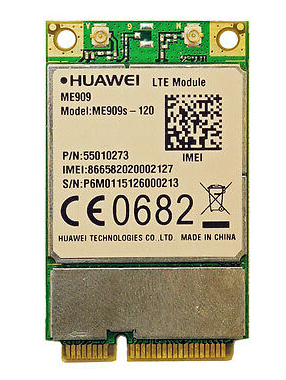 Y 9 N
HUAWEI LTE Module
ME909
Model:ME909s-120
IMEI
P/N:55010273
IMEI:866582020002127
S/N:P6M0115126000213
CE0682
HUAWEI TECHNOLOGIES CO.,LTD. MADE IN CHINA